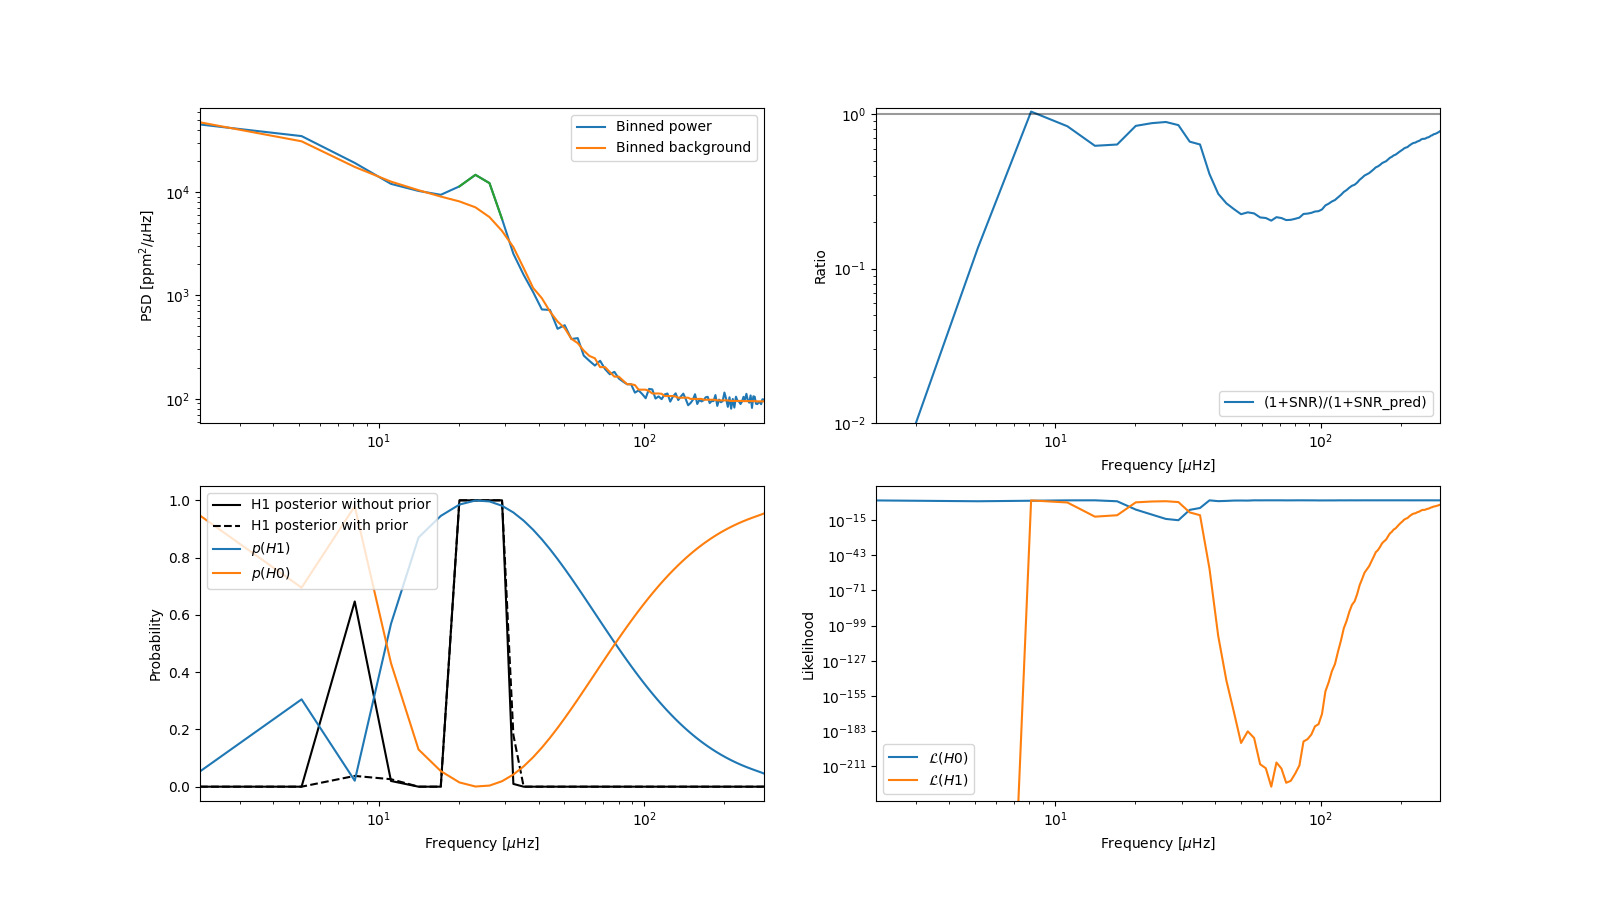 Binned power
Binned background
PSD [ppm²/μHz]
10⁴
10³
10²
10¹ 10²
Ratio
10⁰
10⁻¹
10⁻²
(1+SNR)/(1+SNR_pred)
10¹ 10²
Frequency [μHz]
H1 posterior without prior
H1 posterior with prior
p(H1)
p(H0)
Probability
1.0
0.8
0.6
0.4
0.2
0.0
10¹ 10²
Frequency [μHz]
Likelihood
10⁻¹⁵
10⁻⁴³
10⁻⁷¹
10⁻⁹⁹
10⁻¹²⁷
10⁻¹⁵⁵
10⁻¹⁸³
10⁻²¹¹
ℒ(H0)
ℒ(H1)
10¹ 10²
Frequency [μHz]